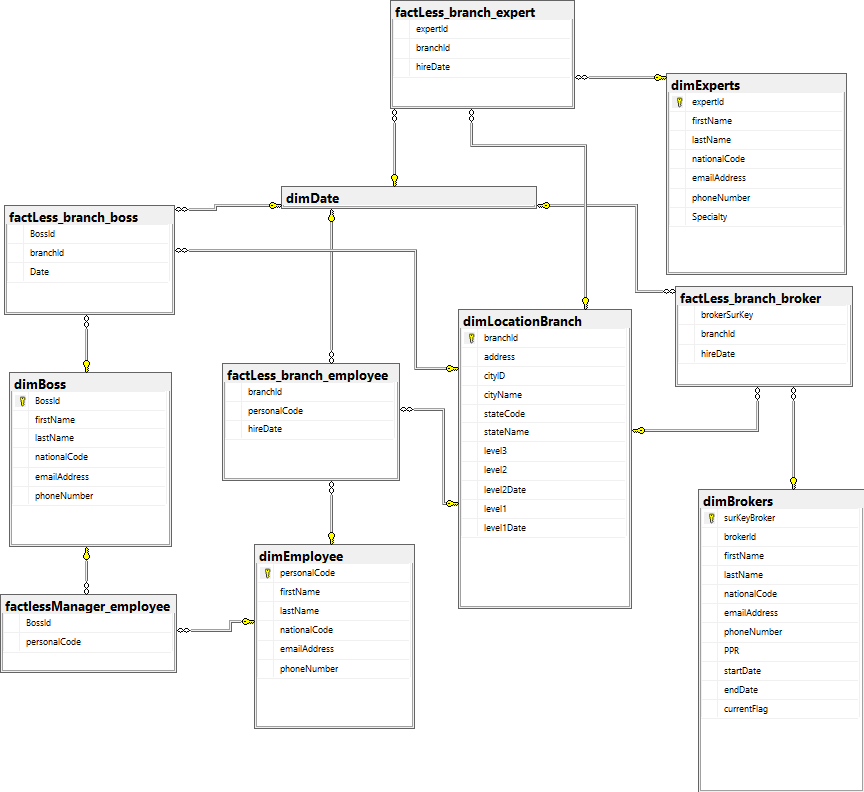 factLess_branch_expert
expertId
branchId
hireDate
dimExperts
expertId
firstName
lastName
nationalCode
emailAddress
phoneNumber
Specialty
dimDate
factLess_branch_boss
BossId
branchId
Date
factLess_branch_broker
brokerSurKey
branchId
hireDate
dimLocationBranch
branchId
address
cityID
cityName
stateCode
stateName
level3
level2
level2Date
level1
level1Date
factLess_branch_employee
branchId
personalCode
hireDate
dimBoss
BossId
firstName
lastName
nationalCode
emailAddress
phoneNumber
dimBrokers
surKeyBroker
brokerId
firstName
lastName
nationalCode
emailAddress
phoneNumber
PPR
startDate
endDate
currentFlag
dimEmployee
personalCode
firstName
lastName
nationalCode
emailAddress
phoneNumber
factlessManager_employee
BossId
personalCode